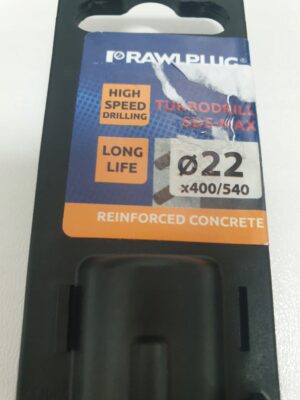 RAWLPLUG®
HIGH
SPEED
DRILLING
TURBODRILL
SDS-MAX
LONG
LIFE
ø22
x400/540
REINFORCED CONCRETE